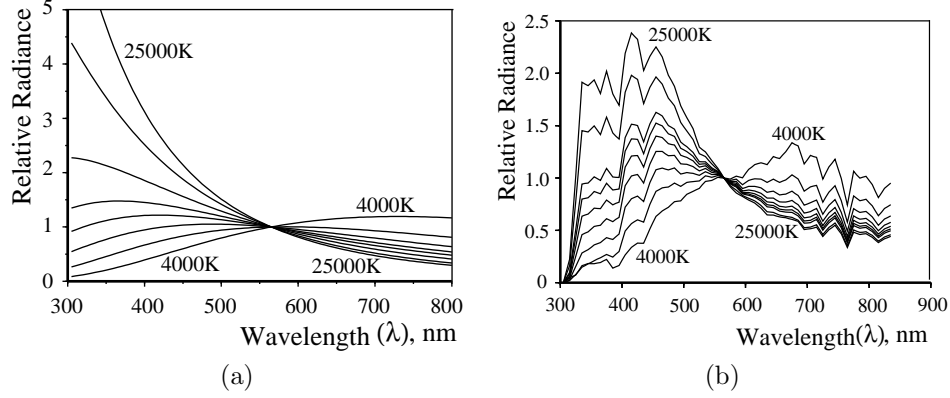 5
4
3
2
1
0
Relative Radiance
25000K
4000K
4000K
25000K
300
400
500
600
700
800
Wavelength (λ), nm
(a)
2.5
2.0
1.5
1.0
0.5
0
Relative Radiance
25000K
4000K
4000K
25000K
300
400
500
600
700
800
900
Wavelength(λ), nm
(b)